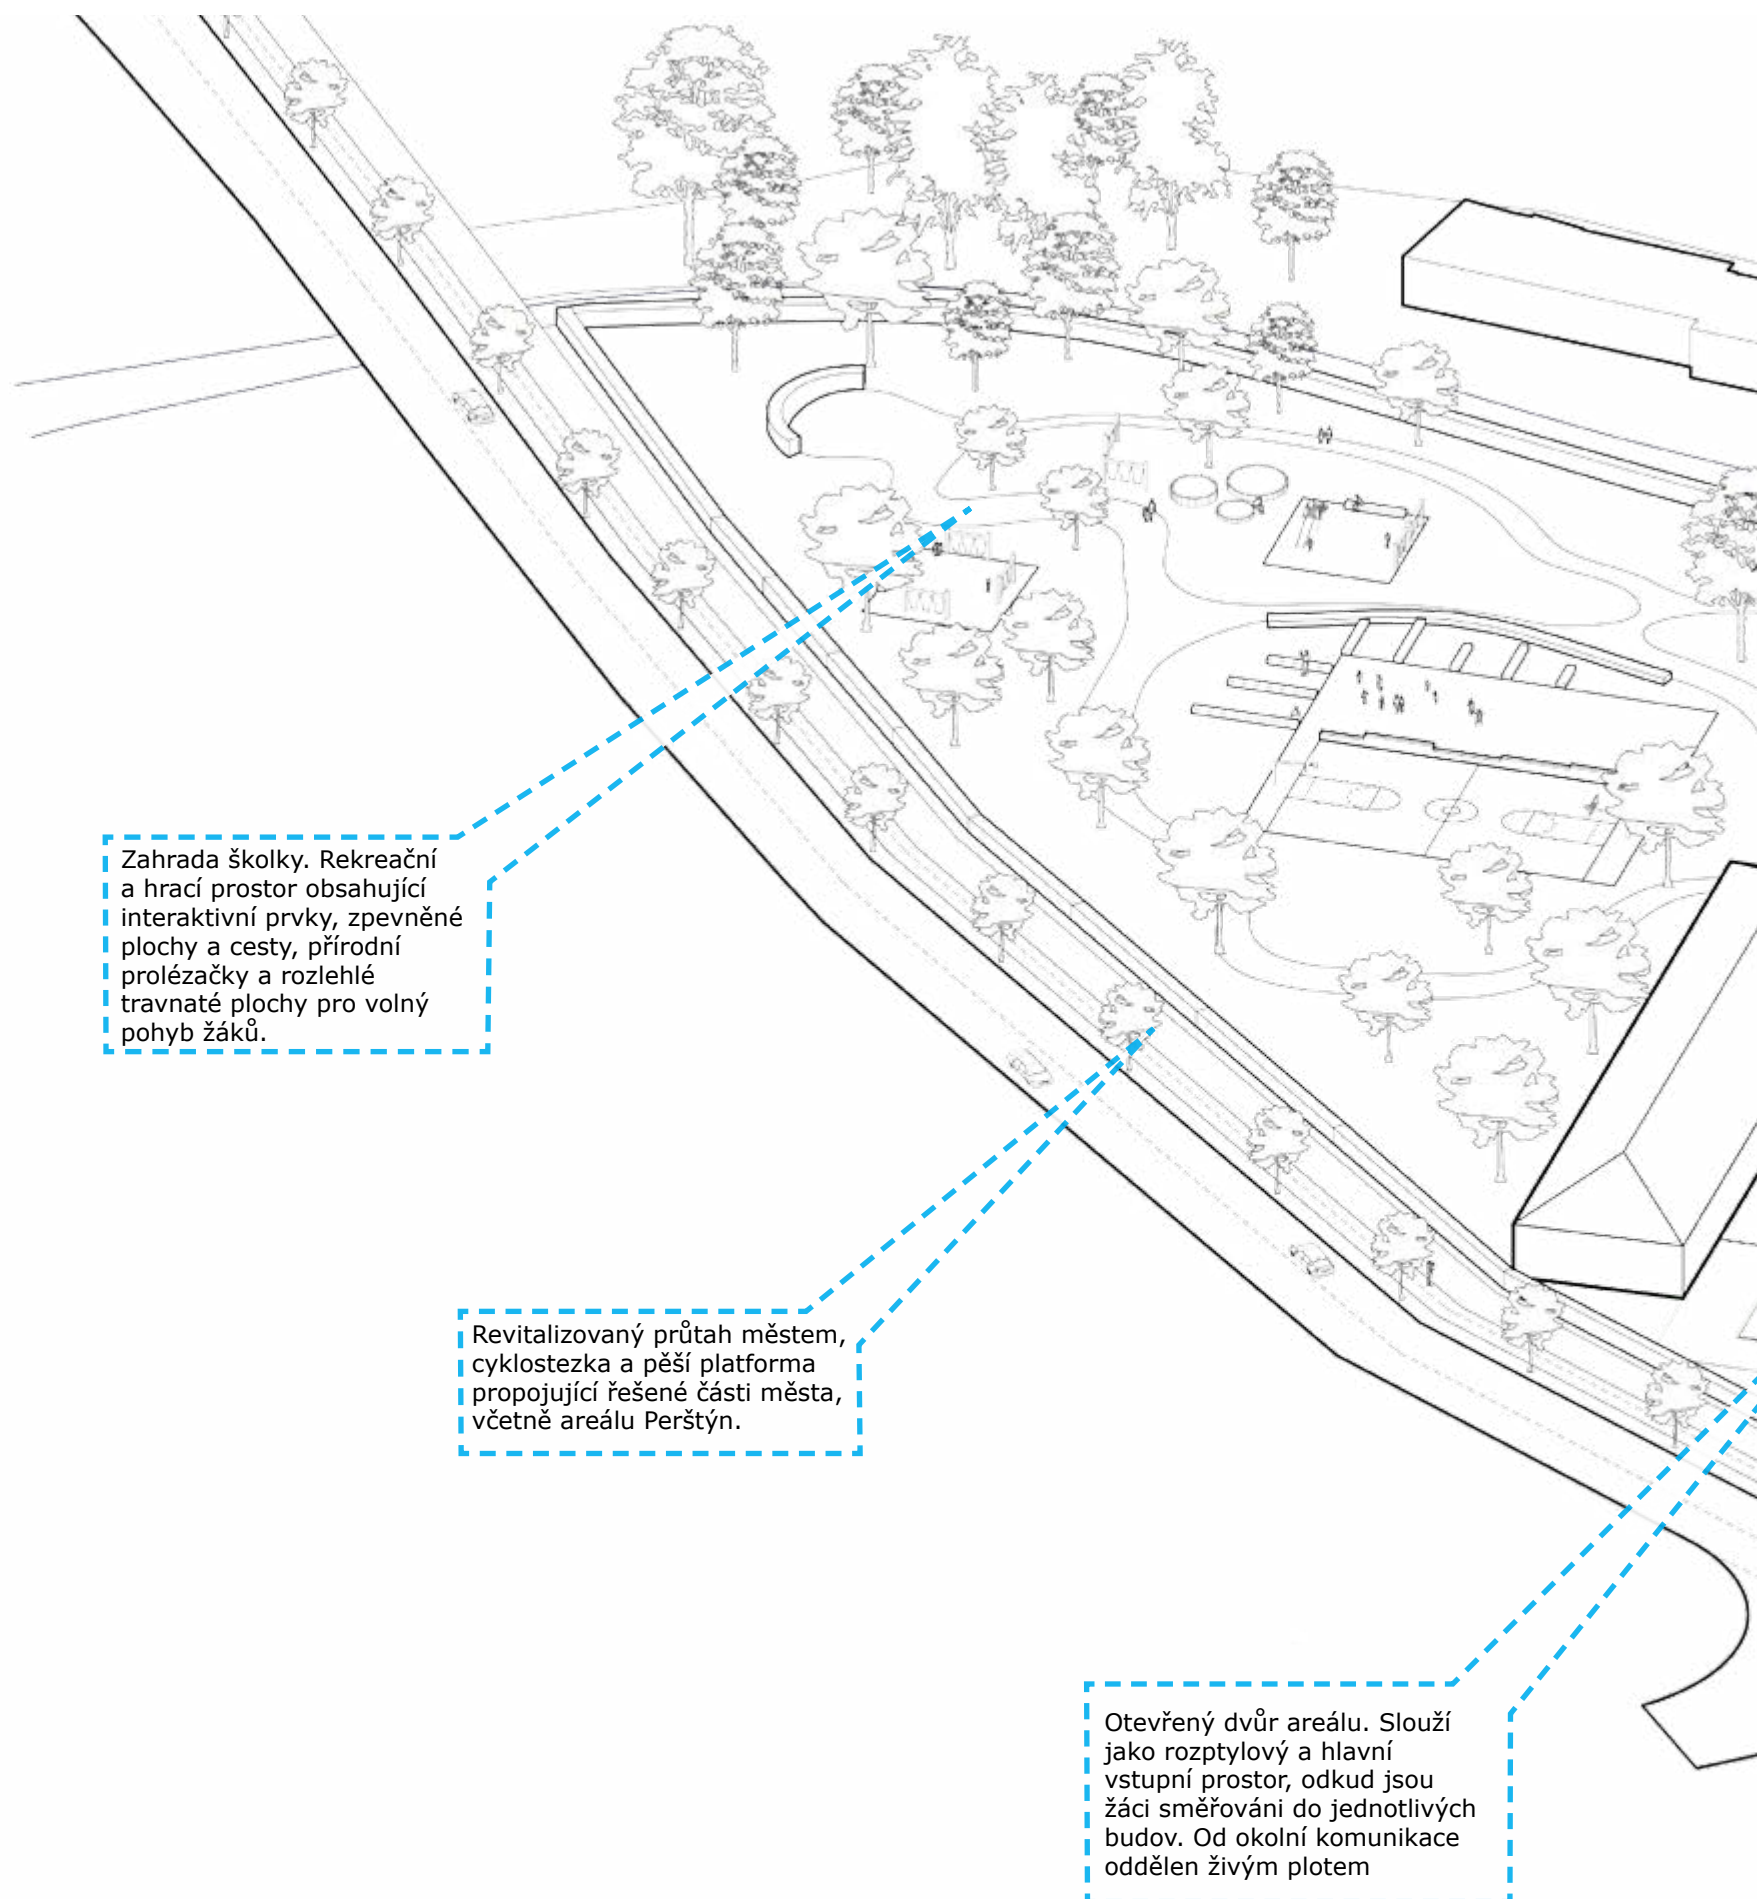 Zahrada školky. Rekreační
a hrací prostor obsahující
interaktivní prvky, zpevněné
plochy a cesty, přírodní
prolézačky a rozlehlé
travnaté plochy pro volný
pohyb žáků.
Revitalizovaný průtah městem,
cyklostezka a pěší platforma
propojující řešené části města,
včetně areálu Perštýn.
Otevřený dvůr areálu. Slouží
jako rozptylový a hlavní
vstupní prostor, odkud jsou
žáci směřováni do jednotlivých
budov. Od okolní komunikace
oddělen živým plotem